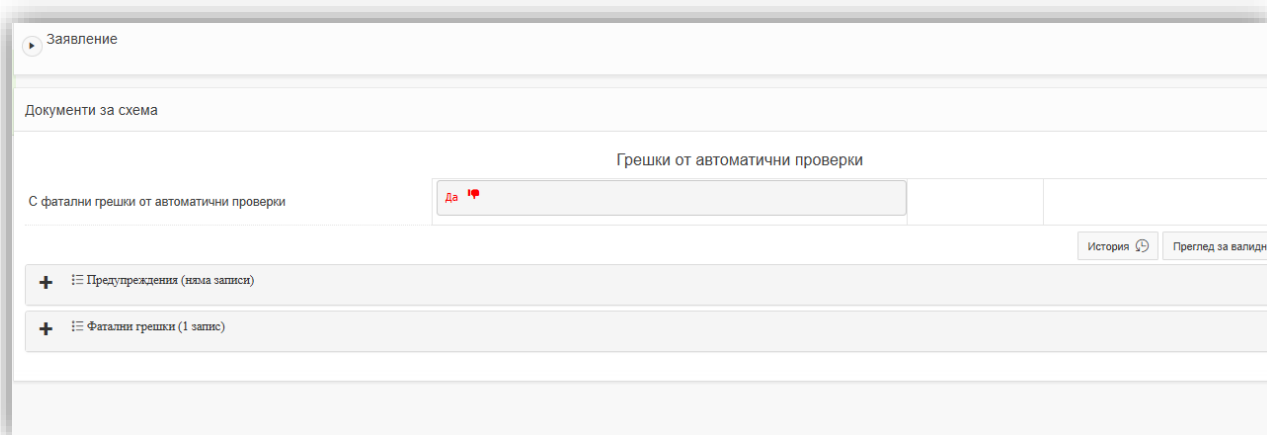 Заявление
Документи за схема
Грешки от автоматични проверки
С фатални грешки от автоматични проверки
Да
История
Преглед за валидн
Предупреждения (няма записи)
Фатални грешки (1 запис)